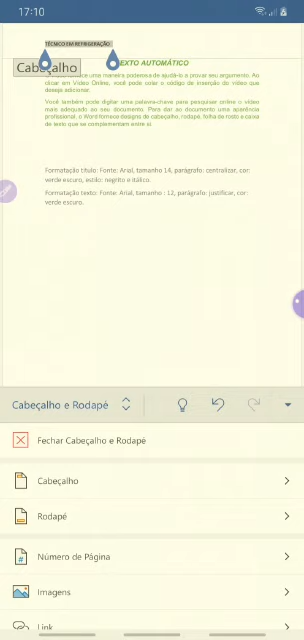 17:10
TÉCNICO EM REFRIGERAÇÃO
Cabeçalho
EXTO AUTOMÁTICO
uma maneira poderosa de ajudá-lo a provar seu argumento. Ao
clicar em Vídeo Online, você pode colar o código de inserção do vídeo que
deseja adicionar.
Você também pode digitar uma palavra-chave para pesquisar online o vídeo
mais adequado ao seu documento. Para dar ao documento uma aparência
profissional, o Word fornece designs de cabeçalho, rodapé, folha de rosto e caixa
de texto que se complementam entre si.
Formatação título: Fonte: Arial, tamanho 14, parágrafo: centralizar, cor:
verde escuro, estilo: negrito e itálico.
Formatação texto: Fonte: Arial, tamanho : 12, parágrafo: justificar, cor:
verde escuro.
Cabeçalho e Rodapé
Fechar Cabeçalho e Rodapé
Cabeçalho
Rodapé
Número de Página
Imagens
Link